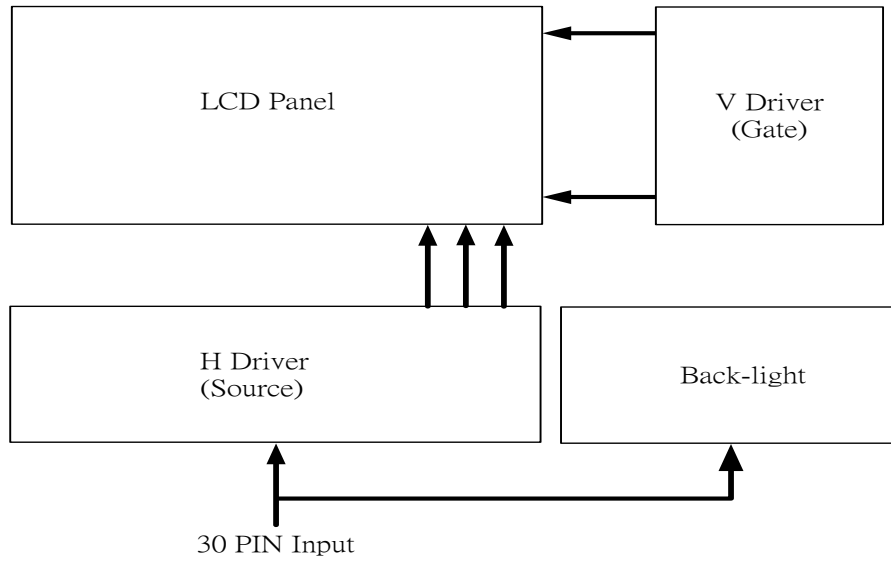 LCD Panel
V Driver
(Gate)
H Driver
(Source)
Back-light
30 PIN Input